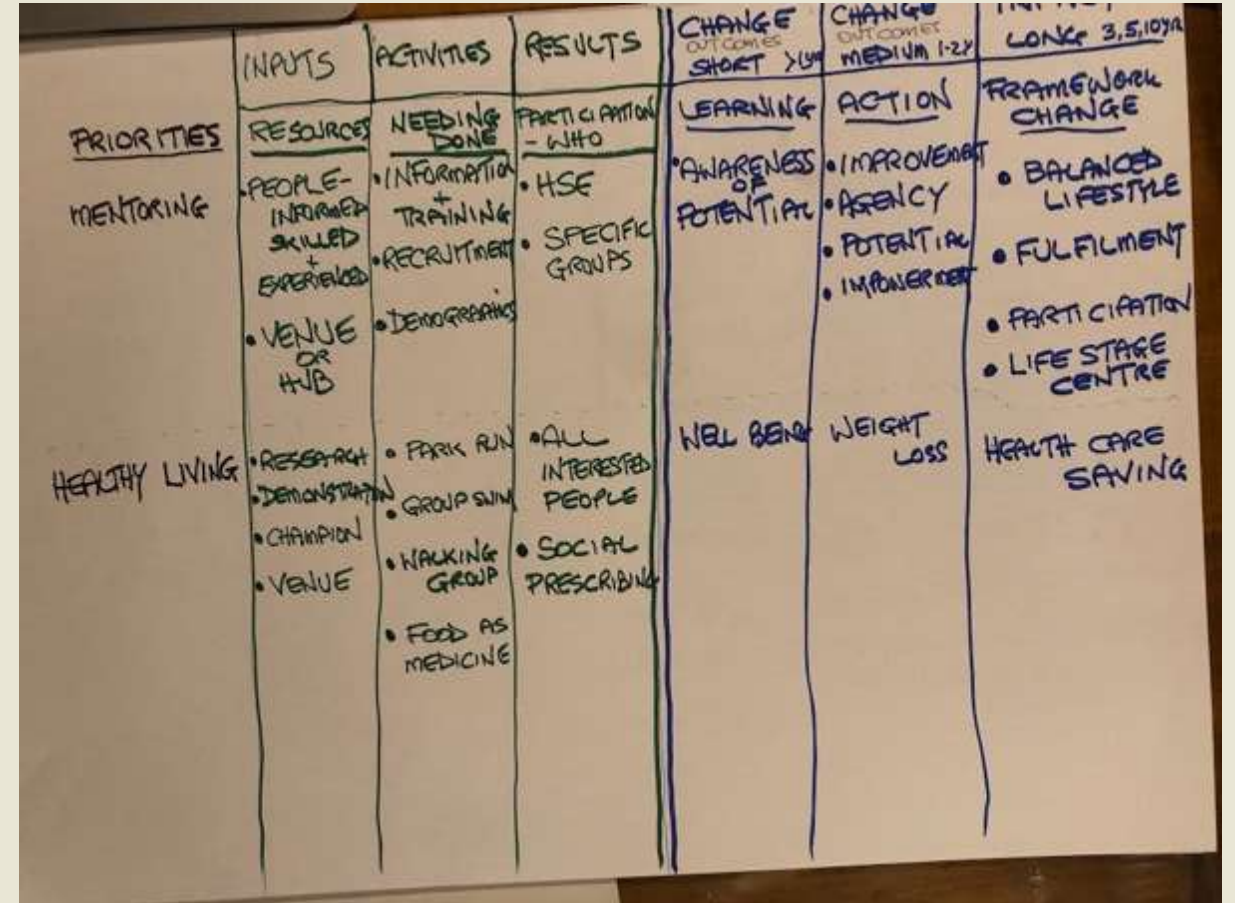 INPUTS
ACTIVITIES
RESULTS
CHANGE
OUTCOMES
SHORT >1yr
CHANGE
OUTCOMES
MEDIUM 1-2Y
LONG 3,5,10YR
PRIORITIES
RESOURCES
NEEDING
DONE
PARTICIPATION
- WHO
LEARNING
ACTION
FRAMEWORK
CHANGE
MENTORING
•PEOPLE-
INFORMED
SKILLED
+
EXPERIENCED
•VENUE
OR
HUB
•INFORMATION
+
TRAINING
•RECRUITMENT
•DEMOGRAPHICS
•HSE
•SPECIFIC
GROUPS
•AWARENESS
OF
POTENTIAL
•IMPROVEMENT
•AGENCY
•POTENTIAL
•IMPOWERMENT
•BALANCED
LIFESTYLE
•FULFILMENT
•PARTICIPATION
•LIFE STAGE
CENTRE
HEALTHY LIVING
•RESEARCH
•DEMONSTRATION
•CHAMPION
•VENUE
•PARK RUN
•GROUP SWIM
•WALKING
GROUP
•FOOD AS
MEDICINE
•ALL
INTERESTED
PEOPLE
•SOCIAL
PRESCRIBING
WELL BEING
WEIGHT
LOSS
HEALTH CARE
SAVING